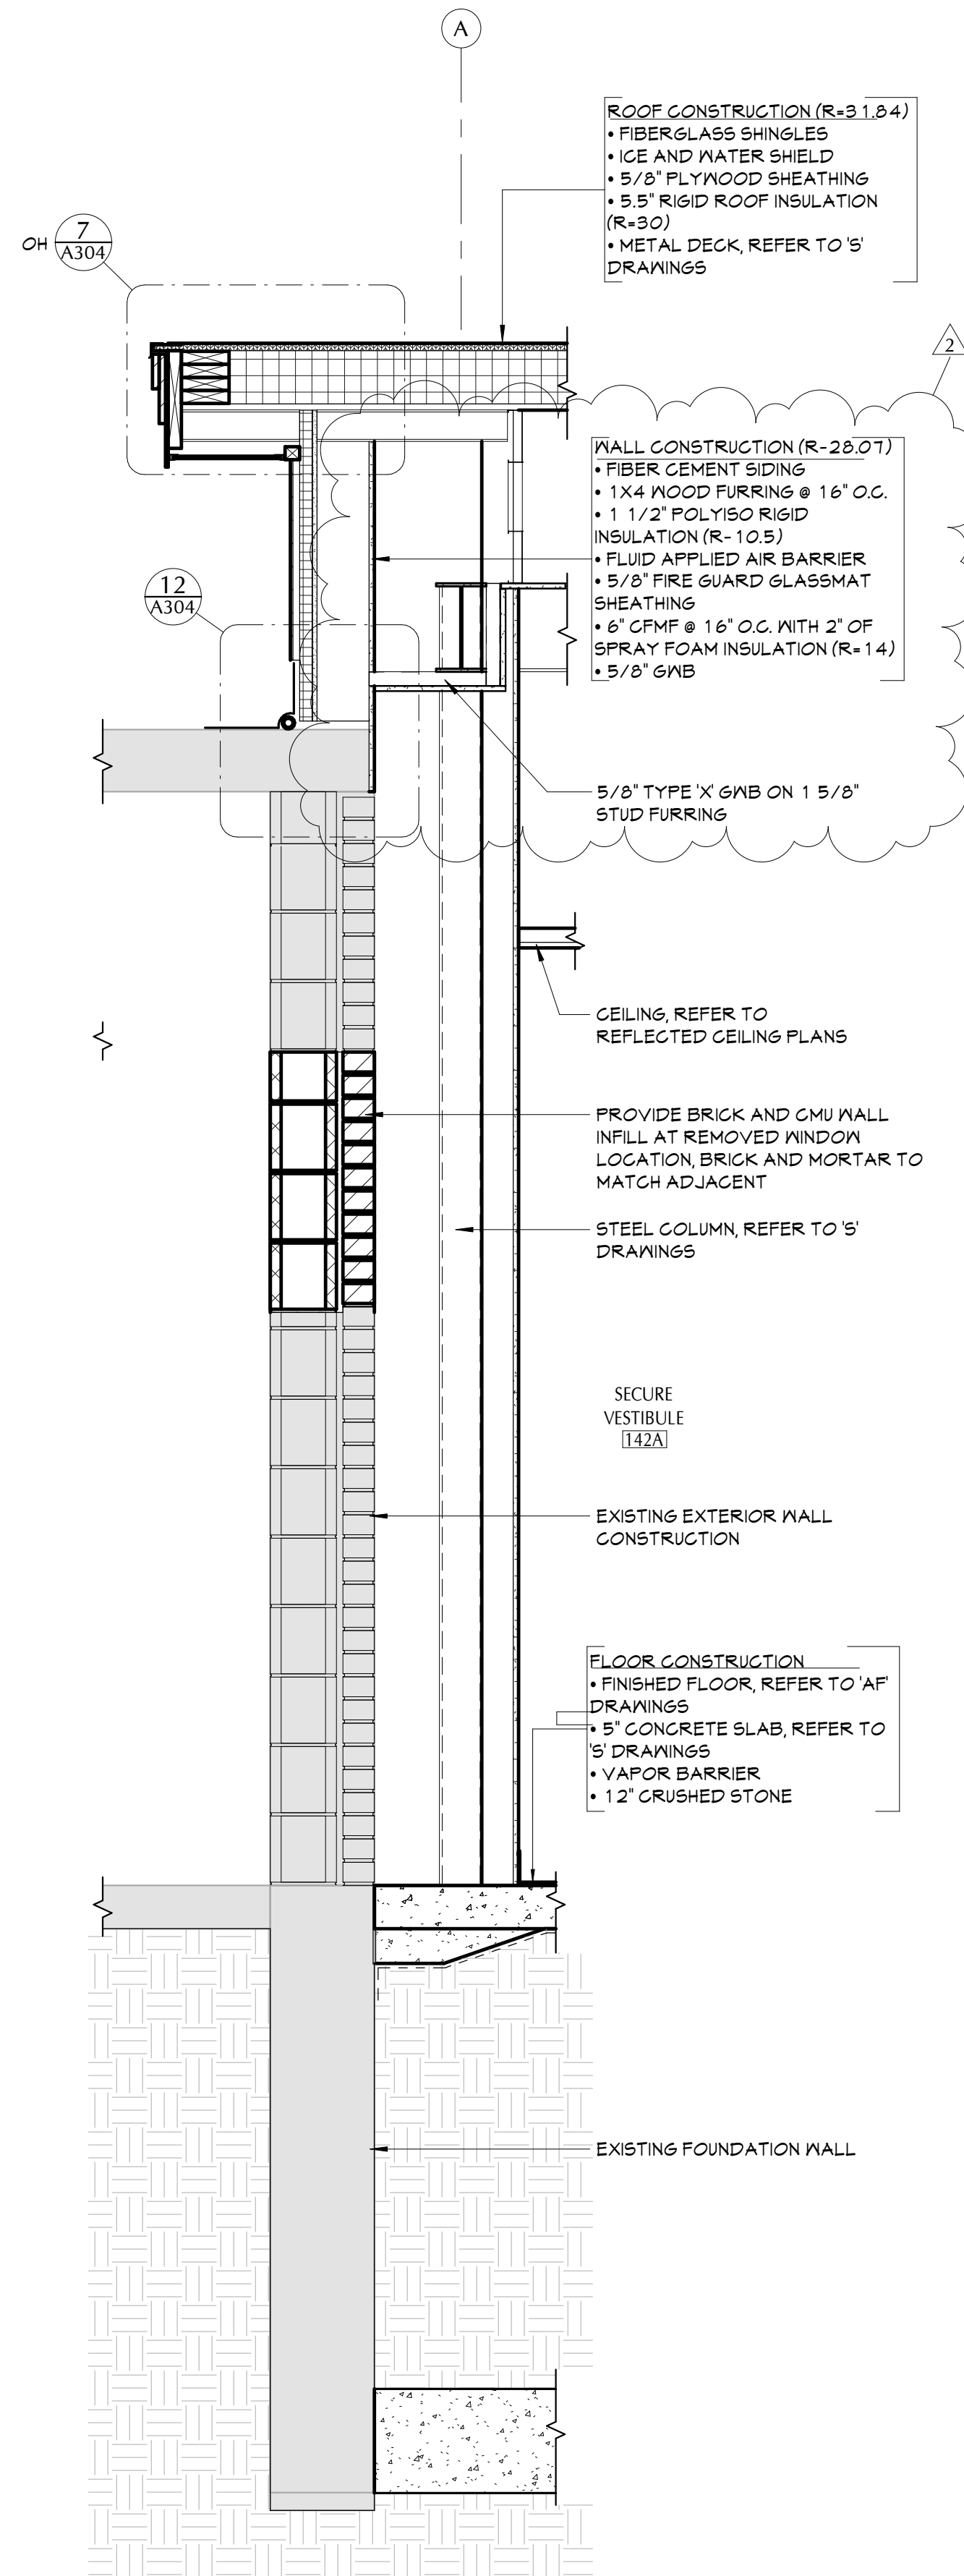 A
ROOF CONSTRUCTION (R=31.84)
• FIBERGLASS SHINGLES
• ICE AND WATER SHIELD
• 5/8" PLYWOOD SHEATHING
• 5.5" RIGID ROOF INSULATION
(R=30)
• METAL DECK, REFER TO 'S'
DRAWINGS
OH
7
A304
2
WALL CONSTRUCTION (R-28.07)
• FIBER CEMENT SIDING
• 1X4 WOOD FURRING @ 16" O.C.
• 1 1/2" POLYISO RIGID
INSULATION (R-10.5)
• FLUID APPLIED AIR BARRIER
• 5/8" FIRE GUARD GLASSMAT
SHEATHING
• 6" CFMF @ 16" O.C. WITH 2" OF
SPRAY FOAM INSULATION (R=14)
• 5/8" GWB
12
A304
5/8" TYPE 'X' GWB ON 1 5/8"
STUD FURRING
CEILING, REFER TO
REFLECTED CEILING PLANS
PROVIDE BRICK AND CMU WALL
INFILL AT REMOVED WINDOW
LOCATION, BRICK AND MORTAR TO
MATCH ADJACENT
STEEL COLUMN, REFER TO 'S'
DRAWINGS
SECURE
VESTIBULE
142A
EXISTING EXTERIOR WALL
CONSTRUCTION
FLOOR CONSTRUCTION
• FINISHED FLOOR, REFER TO 'AF'
DRAWINGS
• 5" CONCRETE SLAB, REFER TO
'S' DRAWINGS
• VAPOR BARRIER
• 12" CRUSHED STONE
EXISTING FOUNDATION WALL